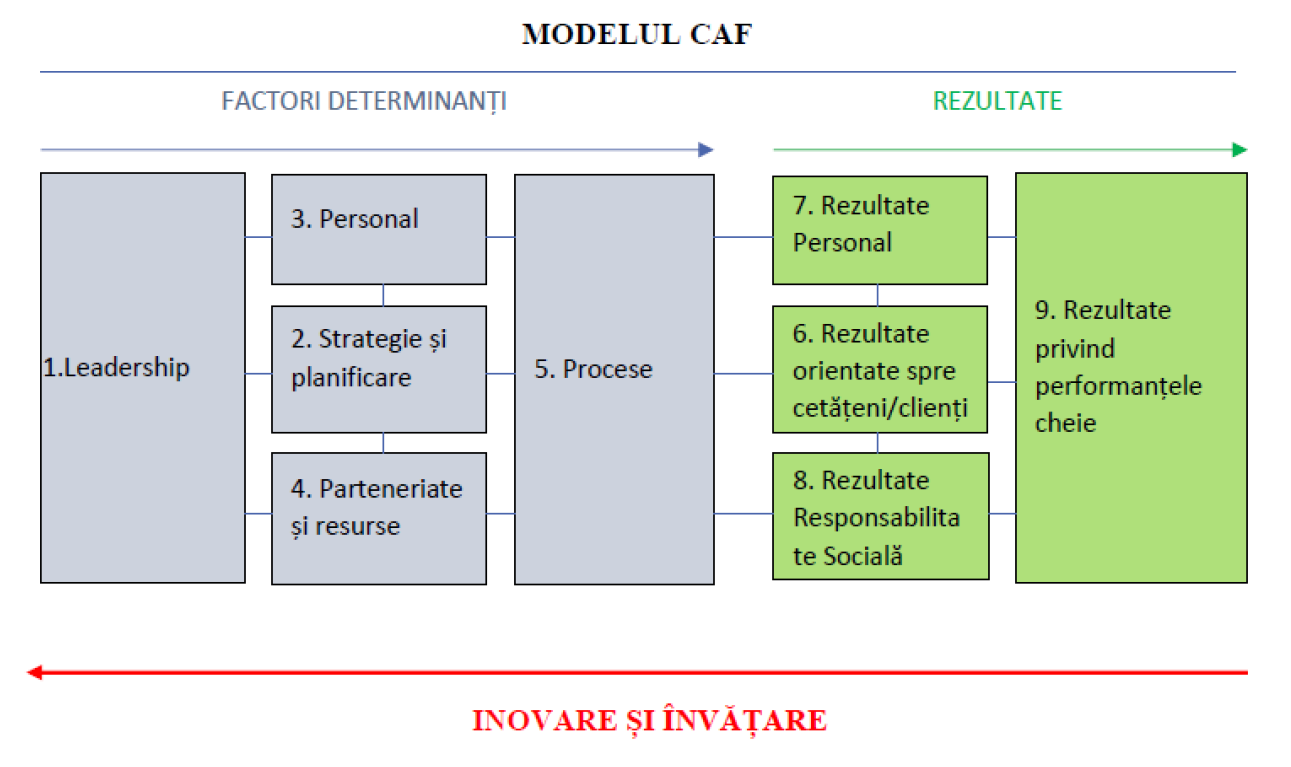 MODELUL CAF
FACTORI DETERMINANȚI
REZULTATE
1.Leadership
3. Personal
2. Strategie și
planificare
4. Parteneriate
și resurse
5. Procese
7. Rezultate
Personal
6. Rezultate
orientate spre
cetățeni/clienți
8. Rezultate
Responsabilita
te Socială
9. Rezultate
privind
performanțele
cheie
INOVARE ȘI ÎNVĂȚARE